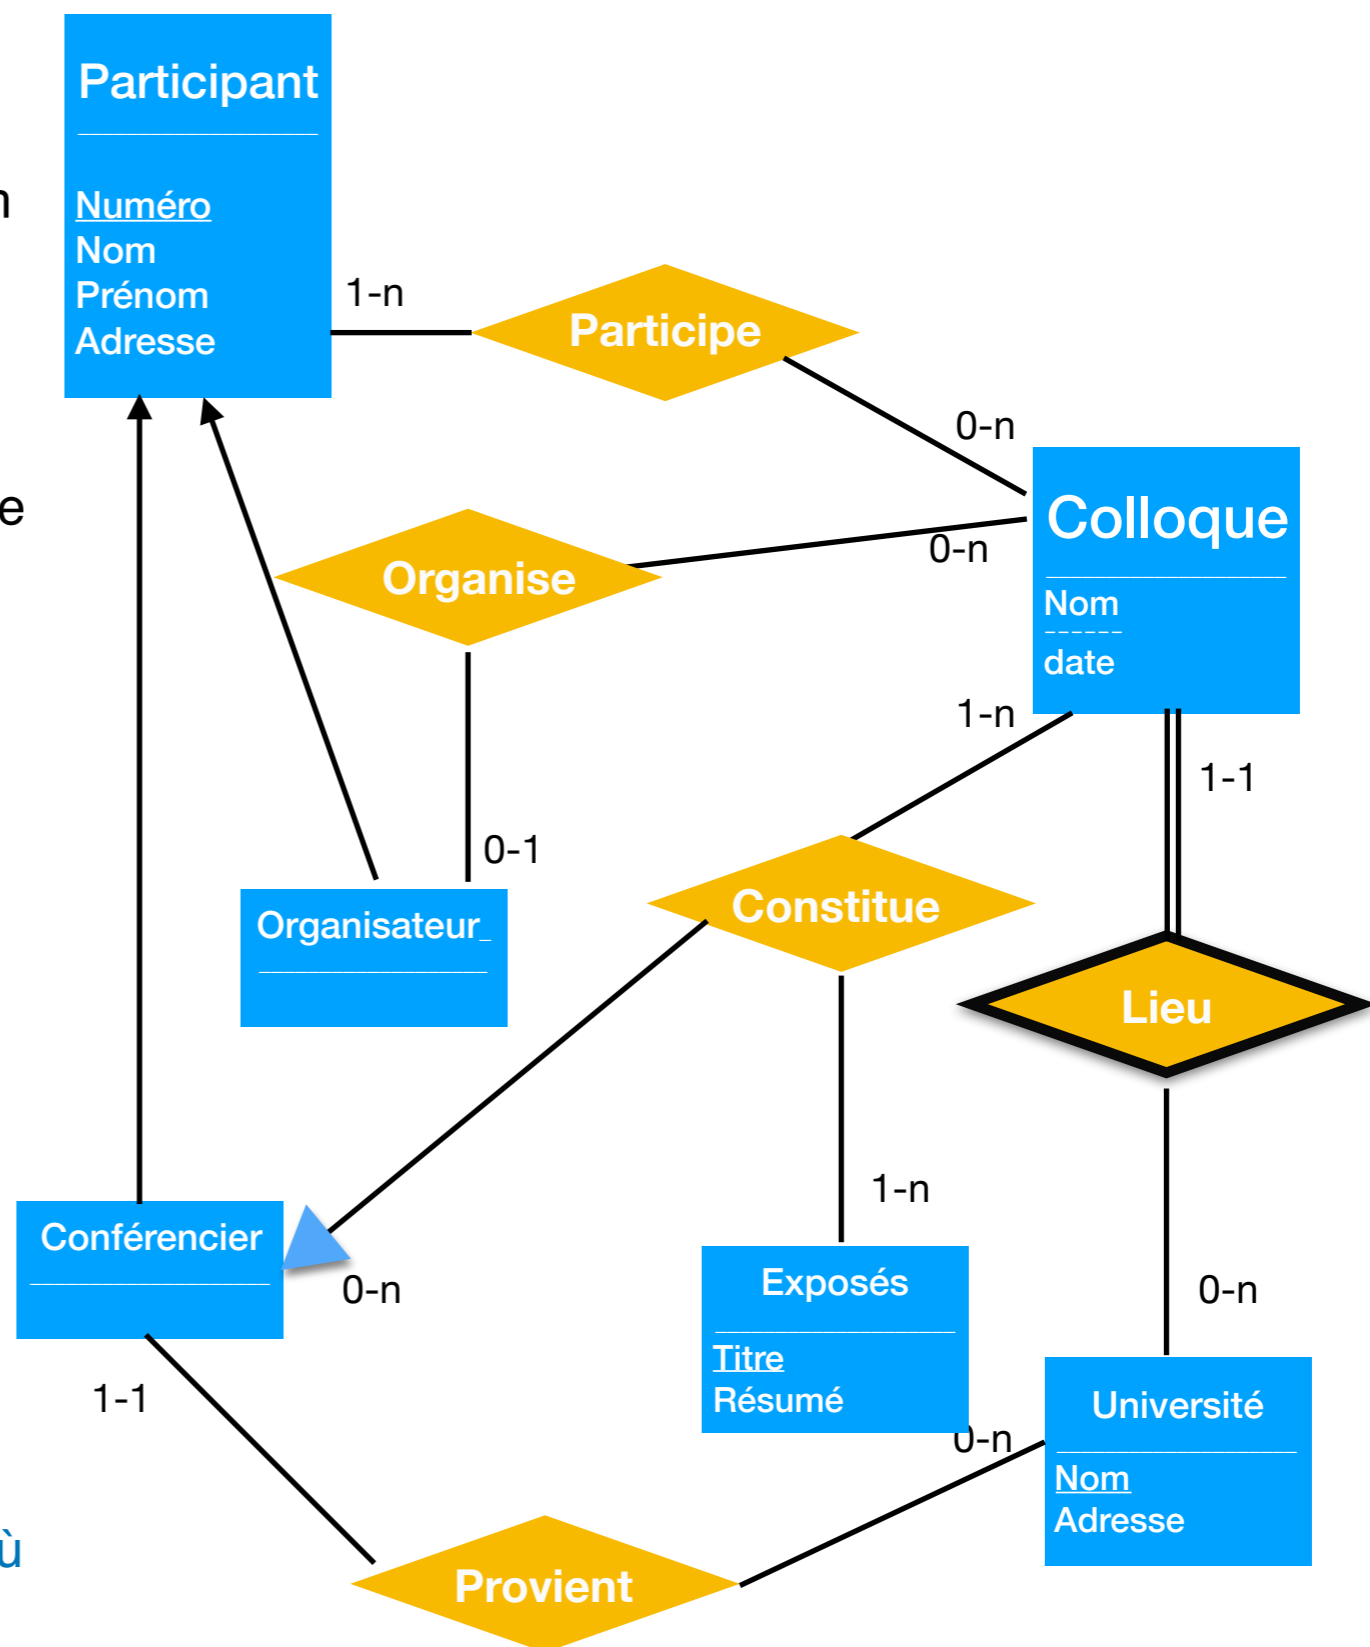 Participant
n
Numéro
Nom
Prénom
Adresse
1-n
Participe
0-n
e
Colloque
Organise
0-n
Nom
date
1-n
1-1
0-1
Organisateur_
Constitue
Lieu
1-n
Conférencier
0-n
Exposés
0-n
Titre
Résumé
1-1
Université
0-n
Nom
Adresse
ù
Provient